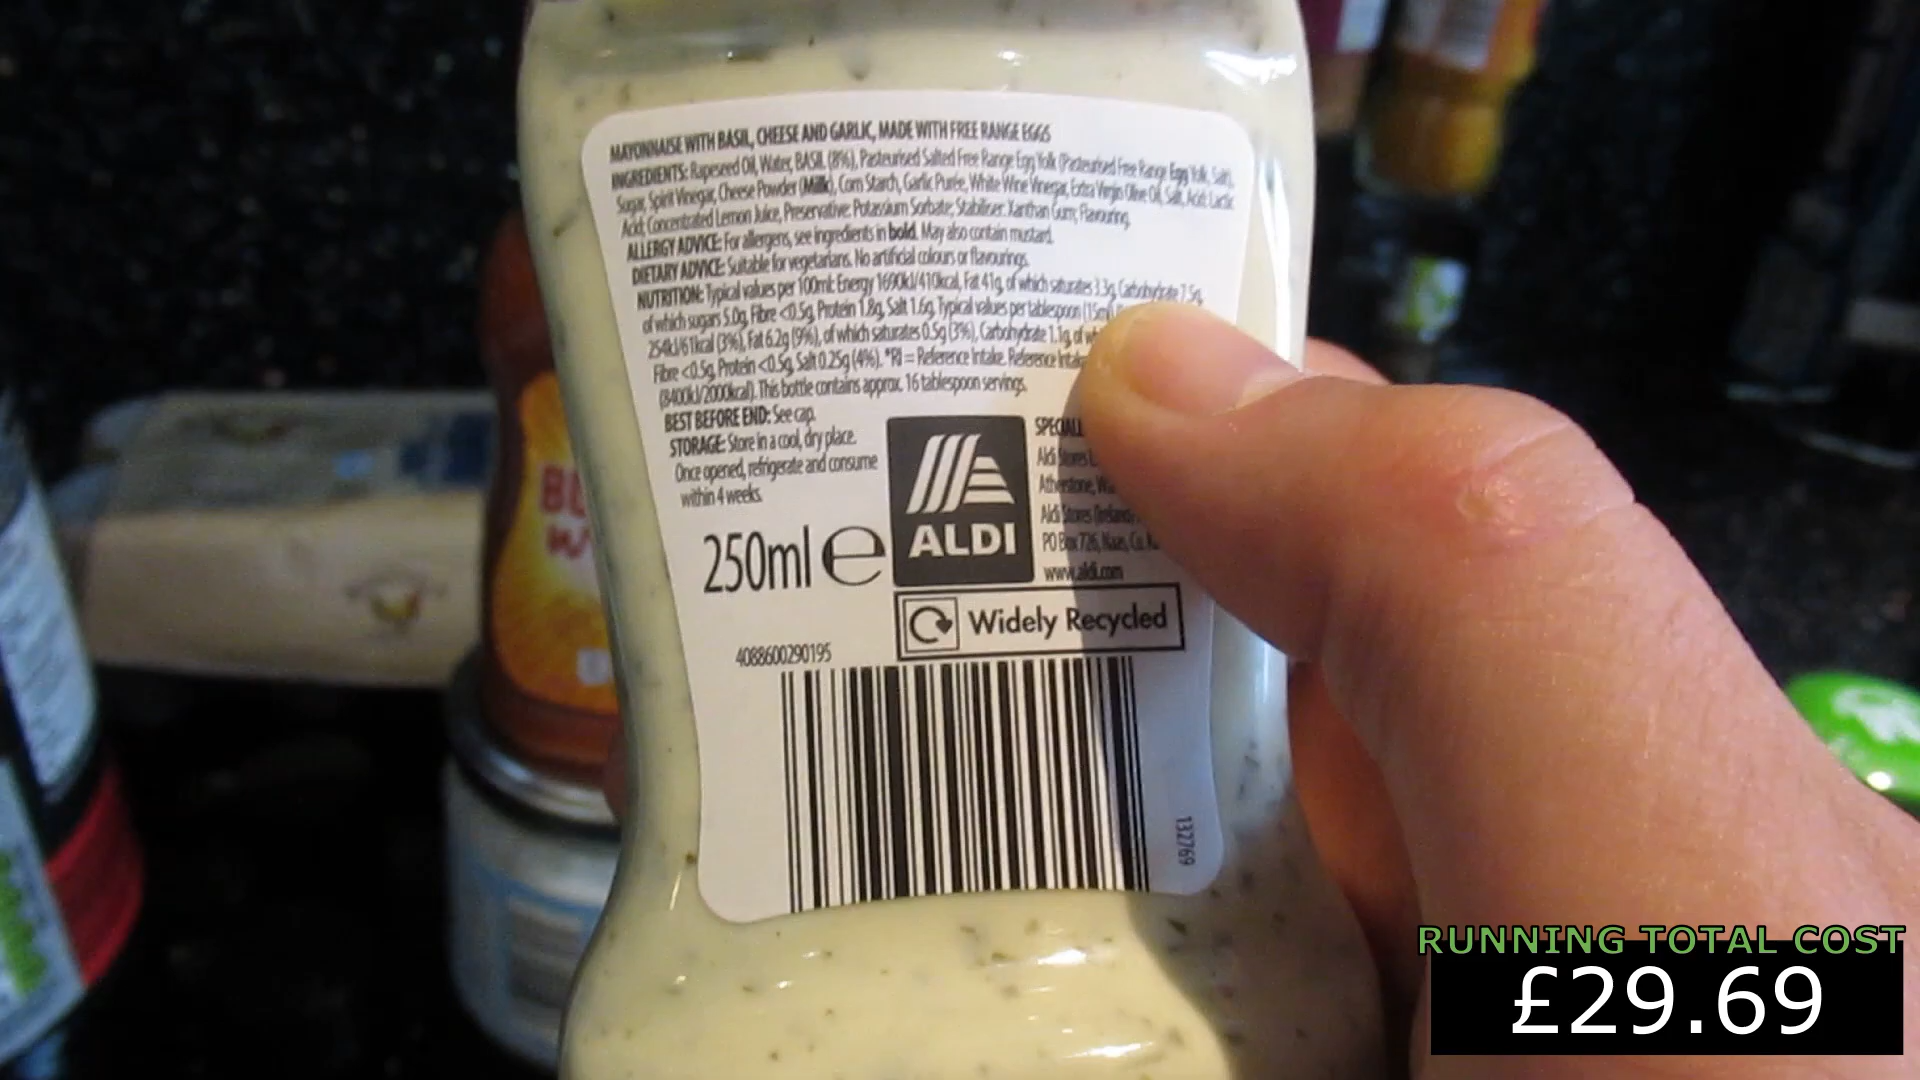 MAYONNAISE WITH BASIL, CHEESE AND GARLIC, MADE WITH FREE RANGE EGGS
INGREDIENTS: Rapeseed Oil, Water, BASIL (8%), Pasteurised Salted Free Range Egg Yolk (Pasteurised Free Range Egg Yolk, Salt),
Sugar, Spirit Vinegar, Cheese Powder (Milk), Corn Starch, Garlic Purée, White Wine Vinegar, Extra Virgin Olive Oil, Salt, Acid: Lactic
Acid; Concentrated Lemon Juice, Preservative: Potassium Sorbate; Stabiliser: Xanthan Gum; Flavouring.
ALLERGY ADVICE: For allergens, see ingredients in bold. May also contain mustard.
DIETARY ADVICE: Suitable for vegetarians. No artificial colours or flavourings.
NUTRITION: Typical values per 100ml: Energy 1690kJ/410kcal, Fat 41g, of which saturates 3.3g, Carbohydrate 7.5g,
of which sugars 5.0g, Fibre <0.5g, Protein 1.8g, Salt 1.6g. Typical values per tablespoon (15ml)
254kJ/61kcal (3%), Fat 6.2g (9%), of which saturates 0.5g (3%), Carbohydrate 1.1g, of
Fibre <0.5g, Protein <0.5g, Salt 0.25g (4%). *RI = Reference Intake. Reference
(8400kJ/2000kcal). This bottle contains approx. 16 tablespoon servings.
BEST BEFORE END: See cap.
STORAGE: Store in a cool, dry place.
Once opened, refrigerate and consume
within 4 weeks.
250ml e
ALDI
Aldi Stores
Atherstone,
Aldi Stores (Ireland)
PO Box 726, Naas, Co.
www.aldi.com
Widely Recycled
4088600290195
132769
RUNNING TOTAL COST
£29.69